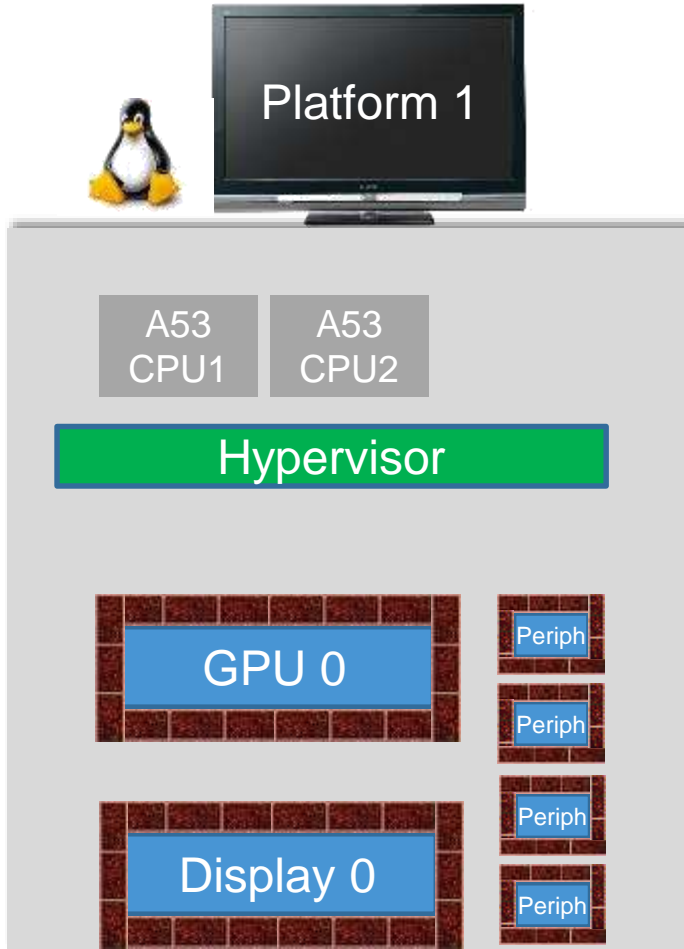 Platform 1
A53
CPU1
A53
CPU2
Hypervisor
GPU 0
Periph
Periph
Display 0
Periph
Periph